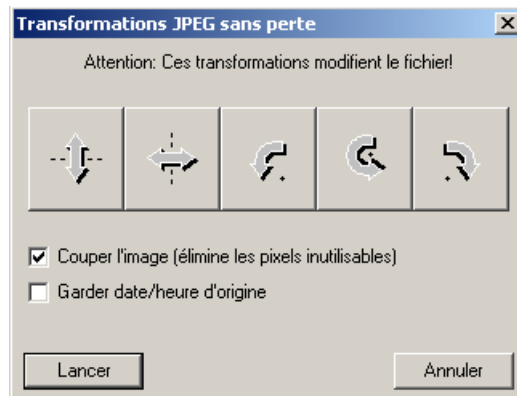 Transformations JPEG sans perte
Attention: Ces transformations modifient le fichier!
Couper l'image (élimine les pixels inutilisables)
Garder date/heure d'origine
Lancer
Annuler